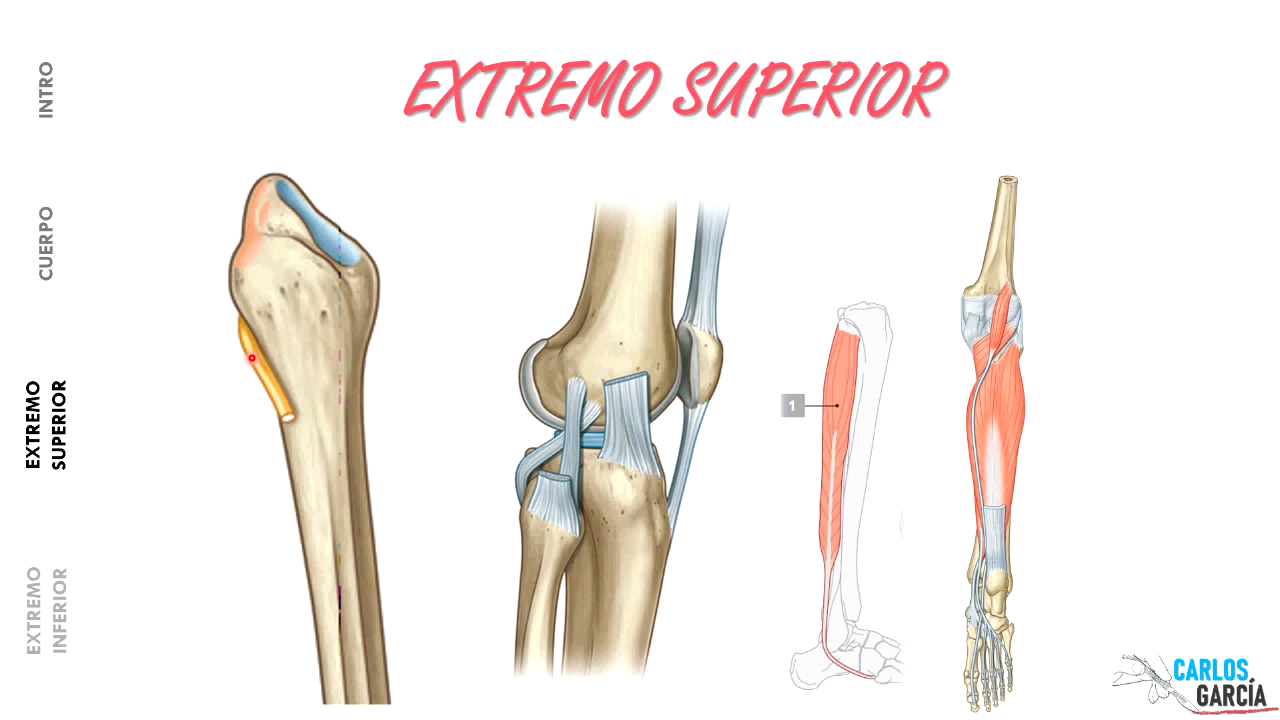 EXTREMO SUPERIOR
INTRO
CUERPO
EXTREMO
SUPERIOR
EXTREMO
INFERIOR
1
CARLOS
GARCÍA